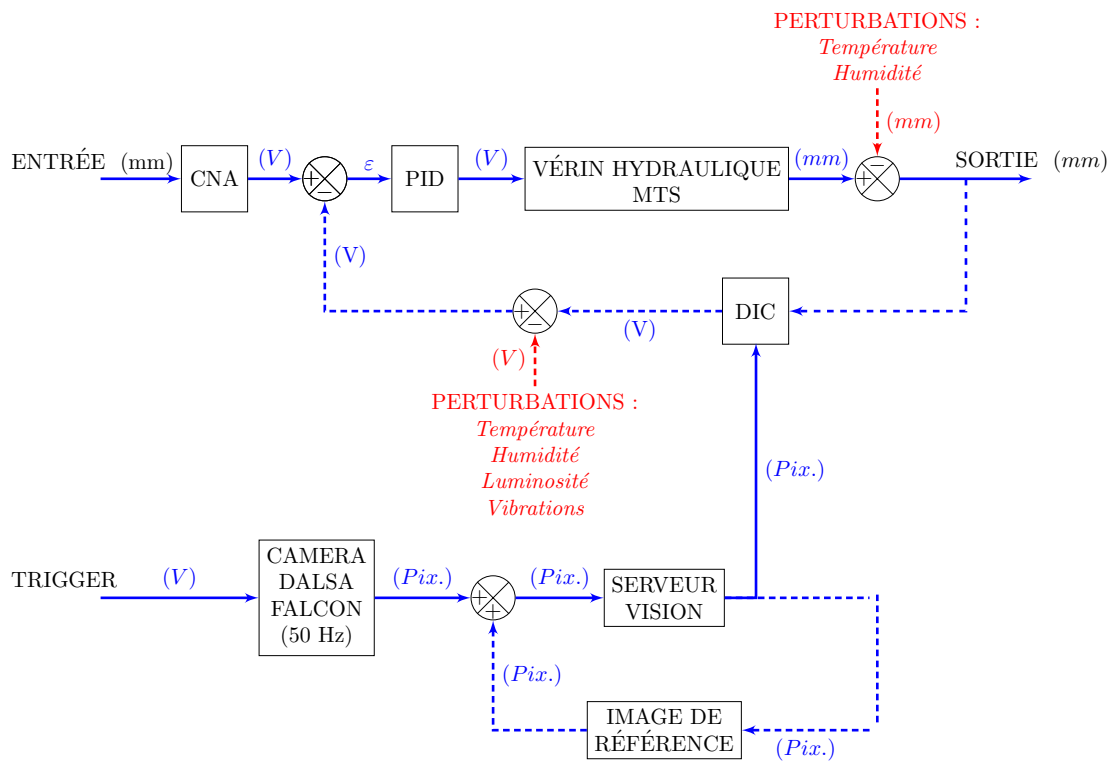 PERTURBATIONS :
Température
Humidité
(mm)
ENTRÉE (mm)
CNA
(V)
+
−
ε
PID
(V)
VÉRIN HYDRAULIQUE
MTS
(mm)
+
−
SORTIE (mm)
(V)
+
−
(V)
DIC
(V)
PERTURBATIONS :
Température
Humidité
Luminosité
Vibrations
(Pix.)
TRIGGER
(V)
CAMERA
DALSA
FALCON
(50 Hz)
(Pix.)
+
+
(Pix.)
SERVEUR
VISION
(Pix.)
IMAGE DE
RÉFÉRENCE
(Pix.)